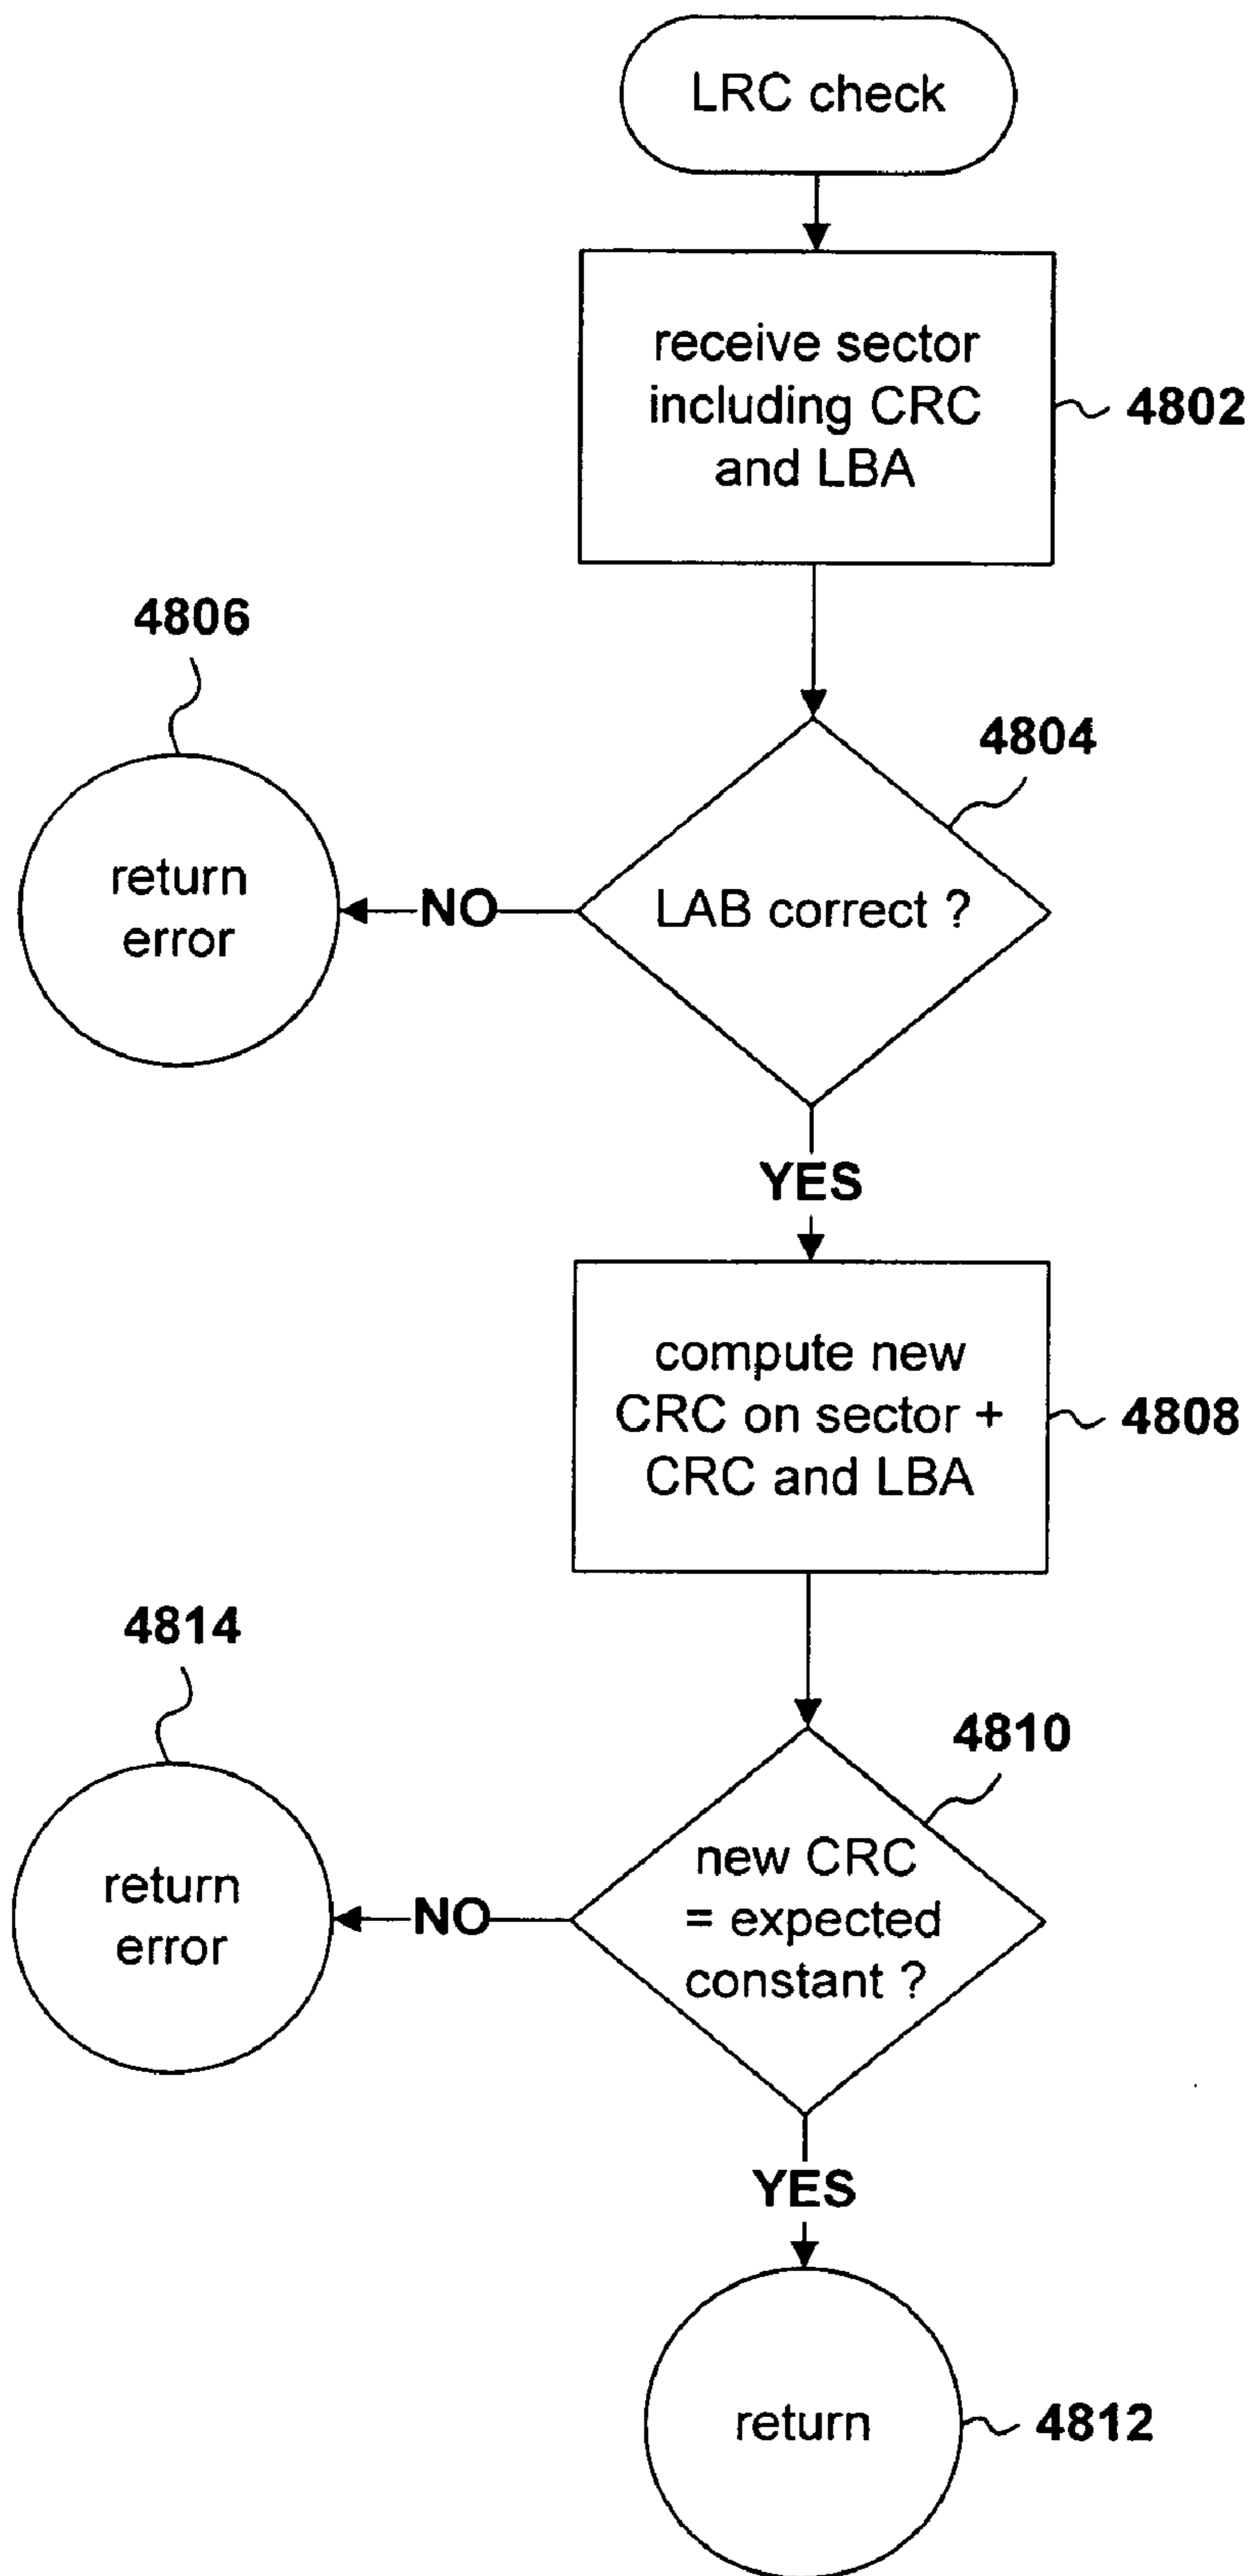 LRC check
receive sector
including CRC
and LBA
4802
4806
4804
return
error
NO
LAB correct ?
YES
compute new
CRC on sector +
CRC and LBA
4808
4814
4810
return
error
NO
new CRC
= expected
constant ?
YES
return
4812